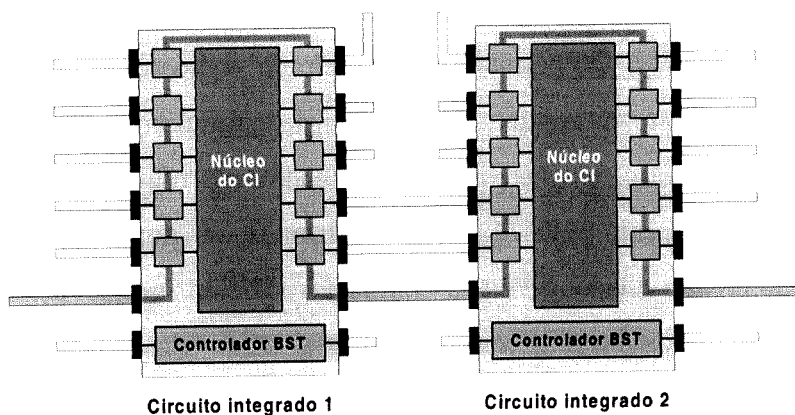 Núcleo
do CI
Núcleo
do CI
Controlador BST
Controlador BST
Circuito integrado 1
Circuito integrado 2